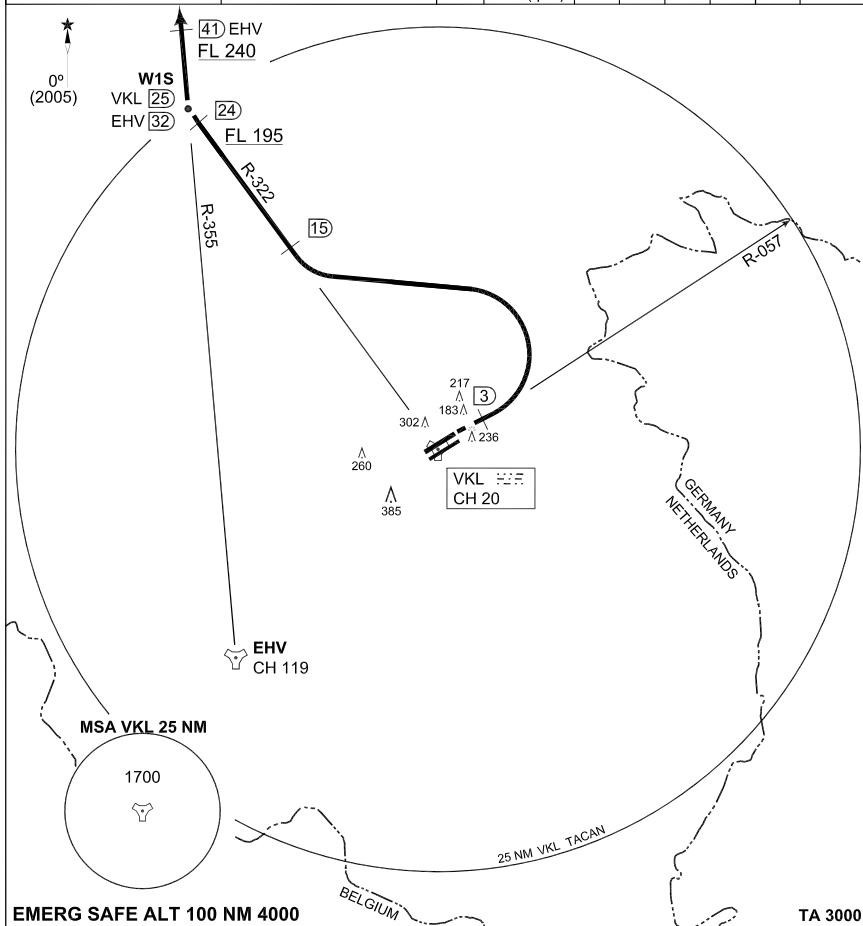 41 EHV
FL 240
0º
(2005)
W1S
VKL 25
EHV 32
24
FL 195
R-322
R-355
15
R-057
217
3
183
302
236
260
385
VKL
CH 20
GERMANY
NETHERLANDS
EHV
CH 119
MSA VKL 25 NM
1700
25 NM VKL TACAN
BELGIUM
EMERG SAFE ALT 100 NM 4000
TA 3000